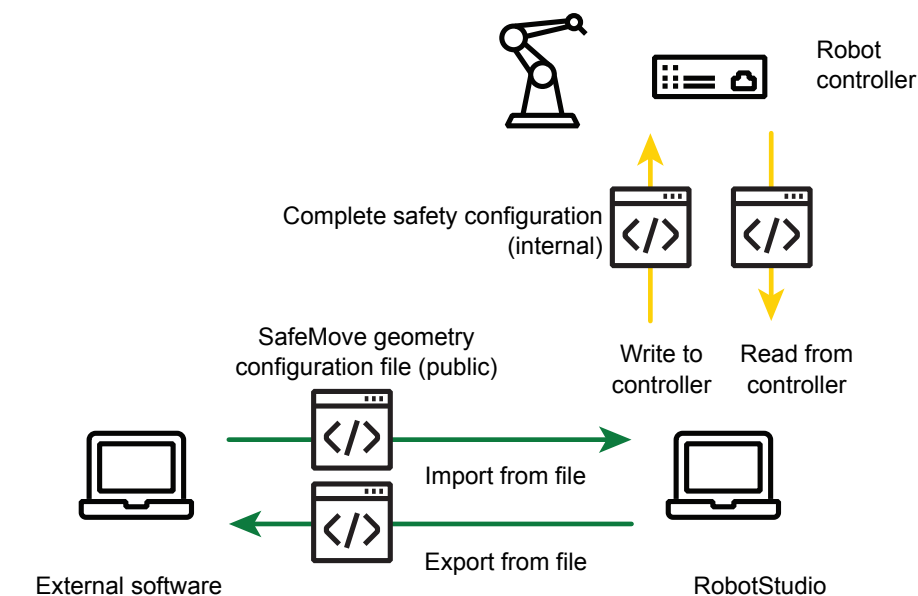 Robot
controller
Complete safety configuration
(internal)
SafeMove geometry
configuration file (public)
Write to
controller
Read from
controller
Import from file
Export from file
External software
RobotStudio